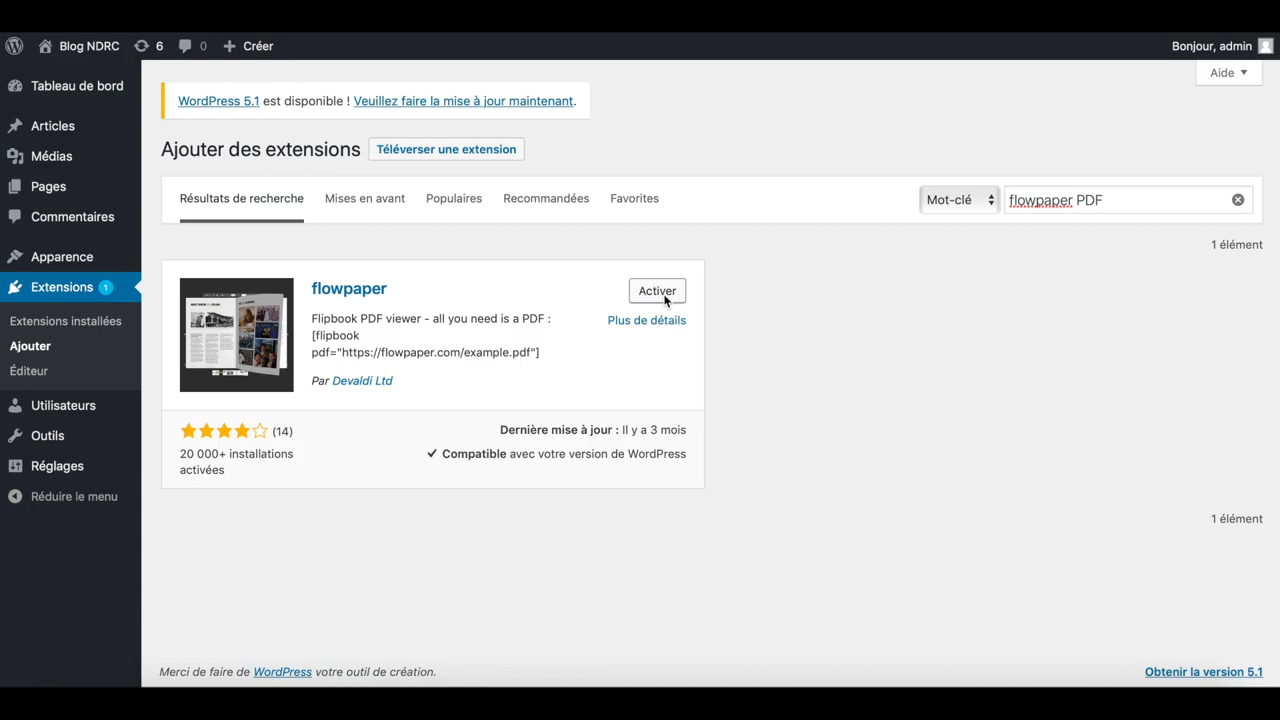 Blog NDRC
6
0
Créer
Bonjour, admin
Tableau de bord
Articles
Médias
Pages
Commentaires
Apparence
Extensions 1
Extensions installées
Ajouter
Éditeur
Utilisateurs
Outils
Réglages
Réduire le menu
Aide
WordPress 5.1 est disponible ! Veuillez faire la mise à jour maintenant.
Ajouter des extensions
Téléverser une extension
Résultats de recherche
Mises en avant
Populaires
Recommandées
Favorites
Mot-clé
flowpaper PDF
1 élément
flowpaper
Activer
Plus de détails
Flipbook PDF viewer - all you need is a PDF :
[flipbook
pdf="https://flowpaper.com/example.pdf"]
Par Devaldi Ltd
(14)
20 000+ installations
activées
Dernière mise à jour : Il y a 3 mois
Compatible avec votre version de WordPress
1 élément
Merci de faire de WordPress votre outil de création.
Obtenir la version 5.1